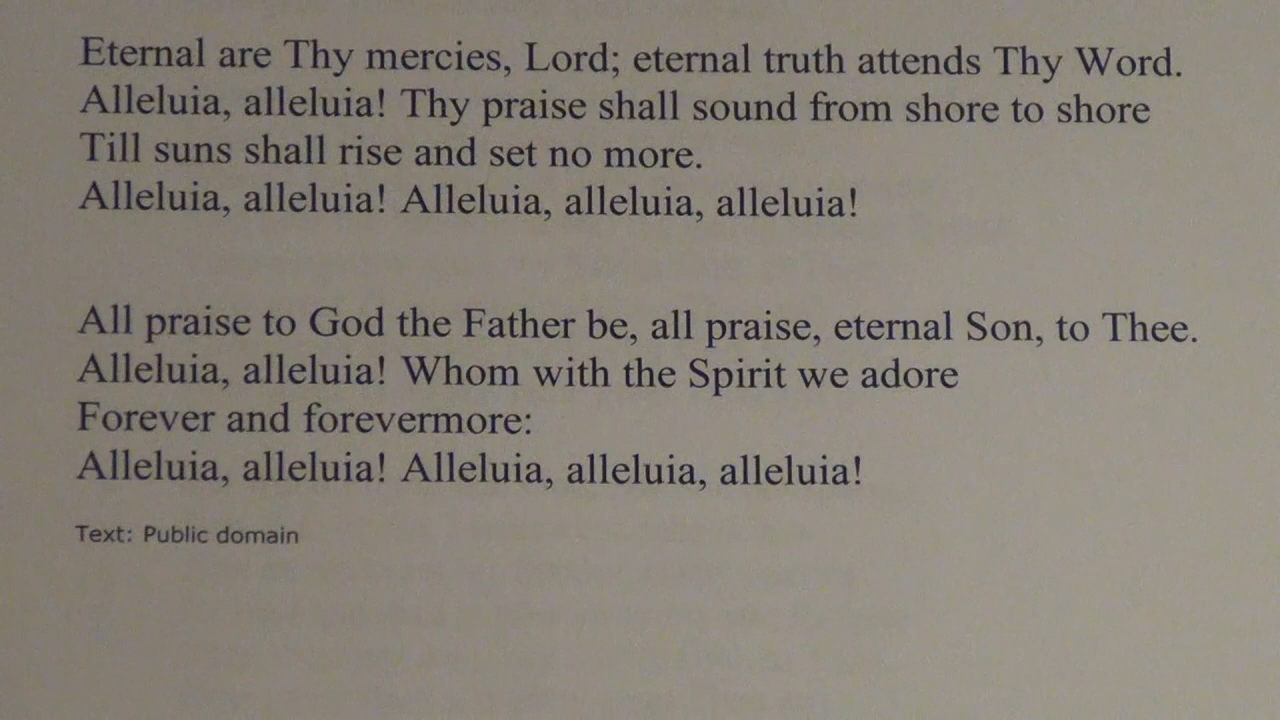 Eternal are Thy mercies, Lord; eternal truth attends Thy Word.
Alleluia, alleluia! Thy praise shall sound from shore to shore
Till suns shall rise and set no more.
Alleluia, alleluia! Alleluia, alleluia, alleluia!
All praise to God the Father be, all praise, eternal Son, to Thee.
Alleluia, alleluia! Whom with the Spirit we adore
Forever and forevermore:
Alleluia, alleluia! Alleluia, alleluia, alleluia!
Text: Public domain